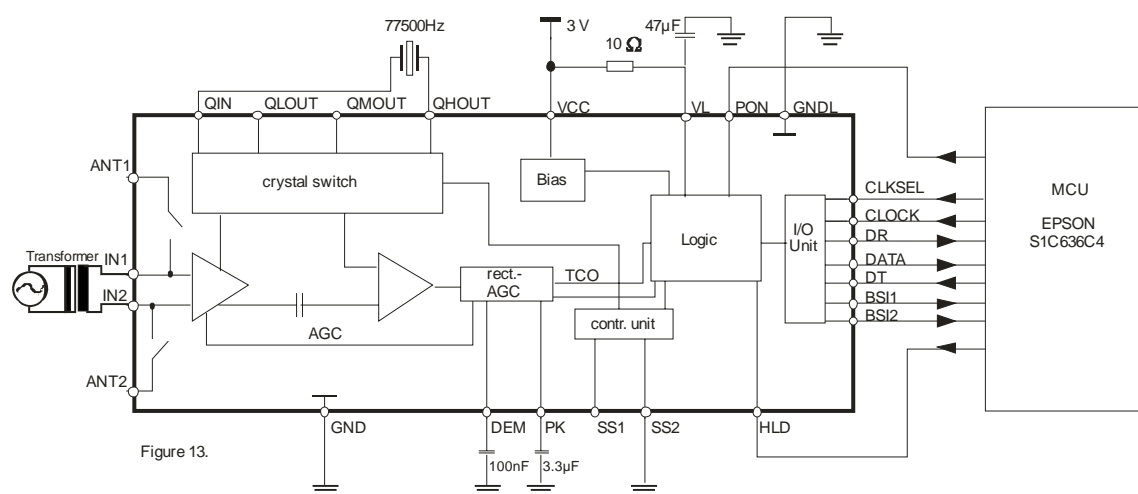 77500Hz
3 V
47µF
10 Ω
QIN
QLOUT
QMOUT
QHOUT
VCC
VL
PON
GNDL
ANT1
crystal switch
Bias
MCU
EPSON
S1C636C4
CLKSEL
CLOCK
DR
DATA
DT
BSI1
BSI2
Logic
I/O
Unit
Transformer
IN1
IN2
rect.-
AGC
TCO
AGC
contr. unit
ANT2
GND
DEM
PK
SS1
SS2
HLD
Figure 13.
100nF
3.3µF